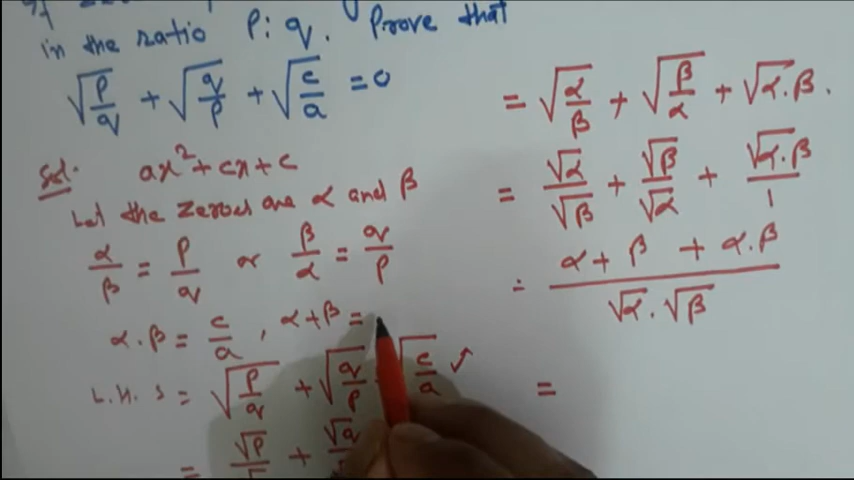 in the ratio p:q. Prove that
√(p/q) + √(q/p) + √(c/a) = 0
Sol. ax² + cx + c
Let the zeroes are α and β
α/β = p/q or β/α = q/p
α.β = c/a, α+β =
L.H.S = √(p/q) + √(q/p) √(c/a)
= √p + √q
= √(α/β) + √(β/α) + √α.β.
= √α/√β + √β/√α + √α.β/1
= (α + β + α.β)/(√α.√β)
=